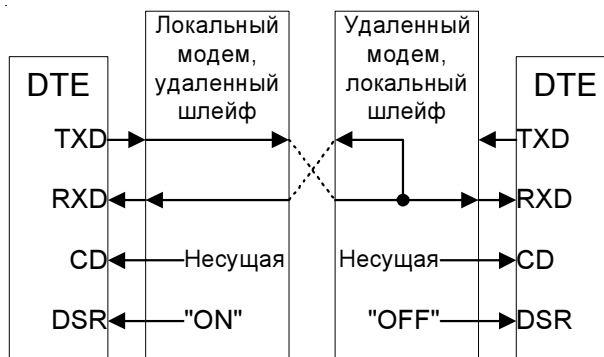 Локальный
модем,
удаленный
шлейф
Удаленный
модем,
локальный
шлейф
DTE
DTE
TXD
TXD
RXD
RXD
CD
Несущая
Несущая
CD
DSR
"ON"
"OFF"
DSR